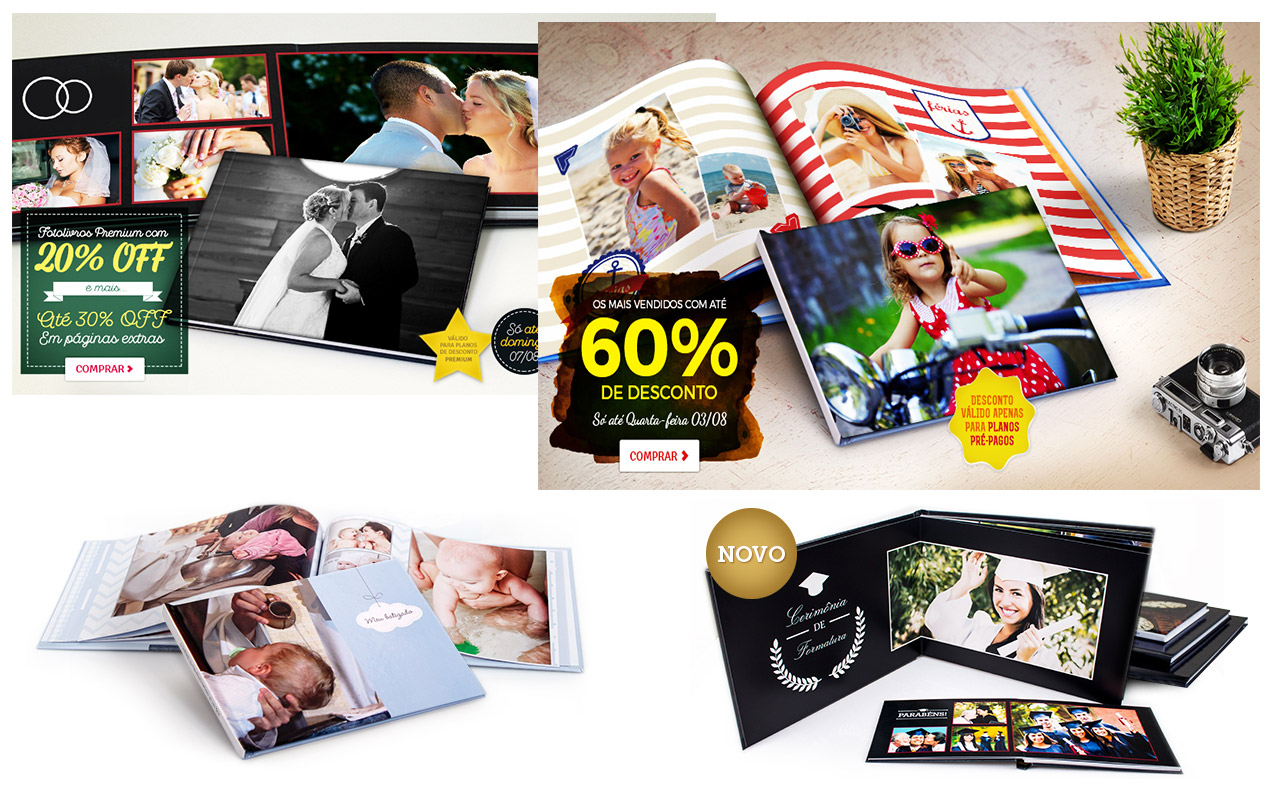 Fotolivros Premium com
20% OFF
e mais...
Até 30% OFF
Em páginas extras
COMPRAR
VÁLIDO
PARA PLANOS
DE DESCONTO
PREMIUM
Só até
doming
07/08
férias
OS MAIS VENDIDOS COM ATÉ
60%
DE DESCONTO
Só até Quarta-feira 03/08
COMPRAR
DESCONTO
VÁLIDO APENAS
PARA PLANOS
PRÉ-PAGOS
Meu batizado
NOVO
Cerimônia
DE
Formatura
PARABÉNS!